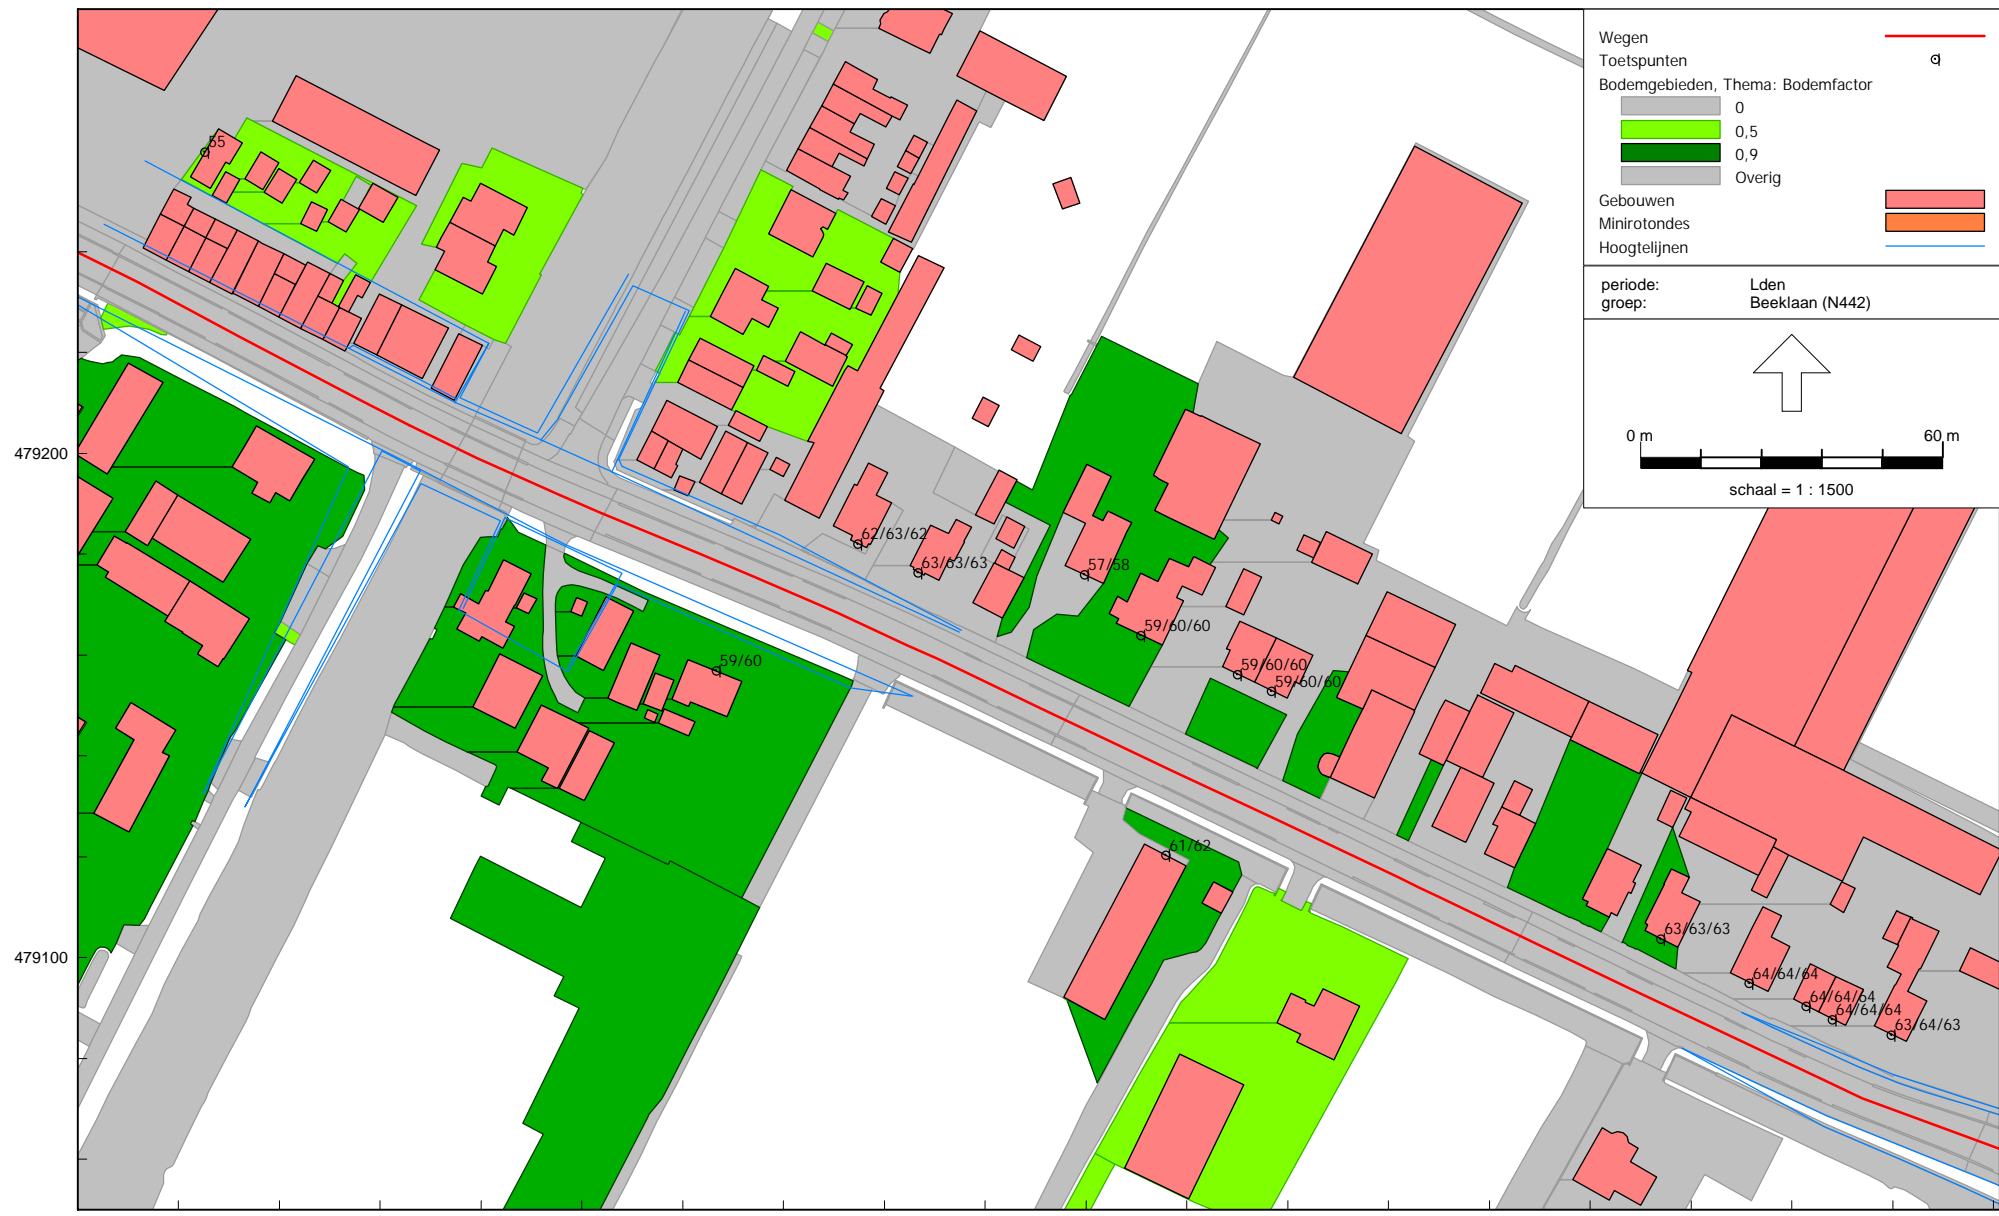 Wegen
Toetspunten
Bodemgebieden, Thema: Bodemfactor
0
0,5
0,9
Overig
Gebouwen
Minirotondes
Hoogtelijnen
periode: Lden
groep: Beeklaan (N442)
0 m 60 m
schaal = 1 : 1500
55
479200
62/63/62
63/63/63
57/58
59/60/60
59/60
59/60/60
59/60/60
61/62
63/63/63
479100
64/64/64
64/64/64
64/64/64
63/64/63